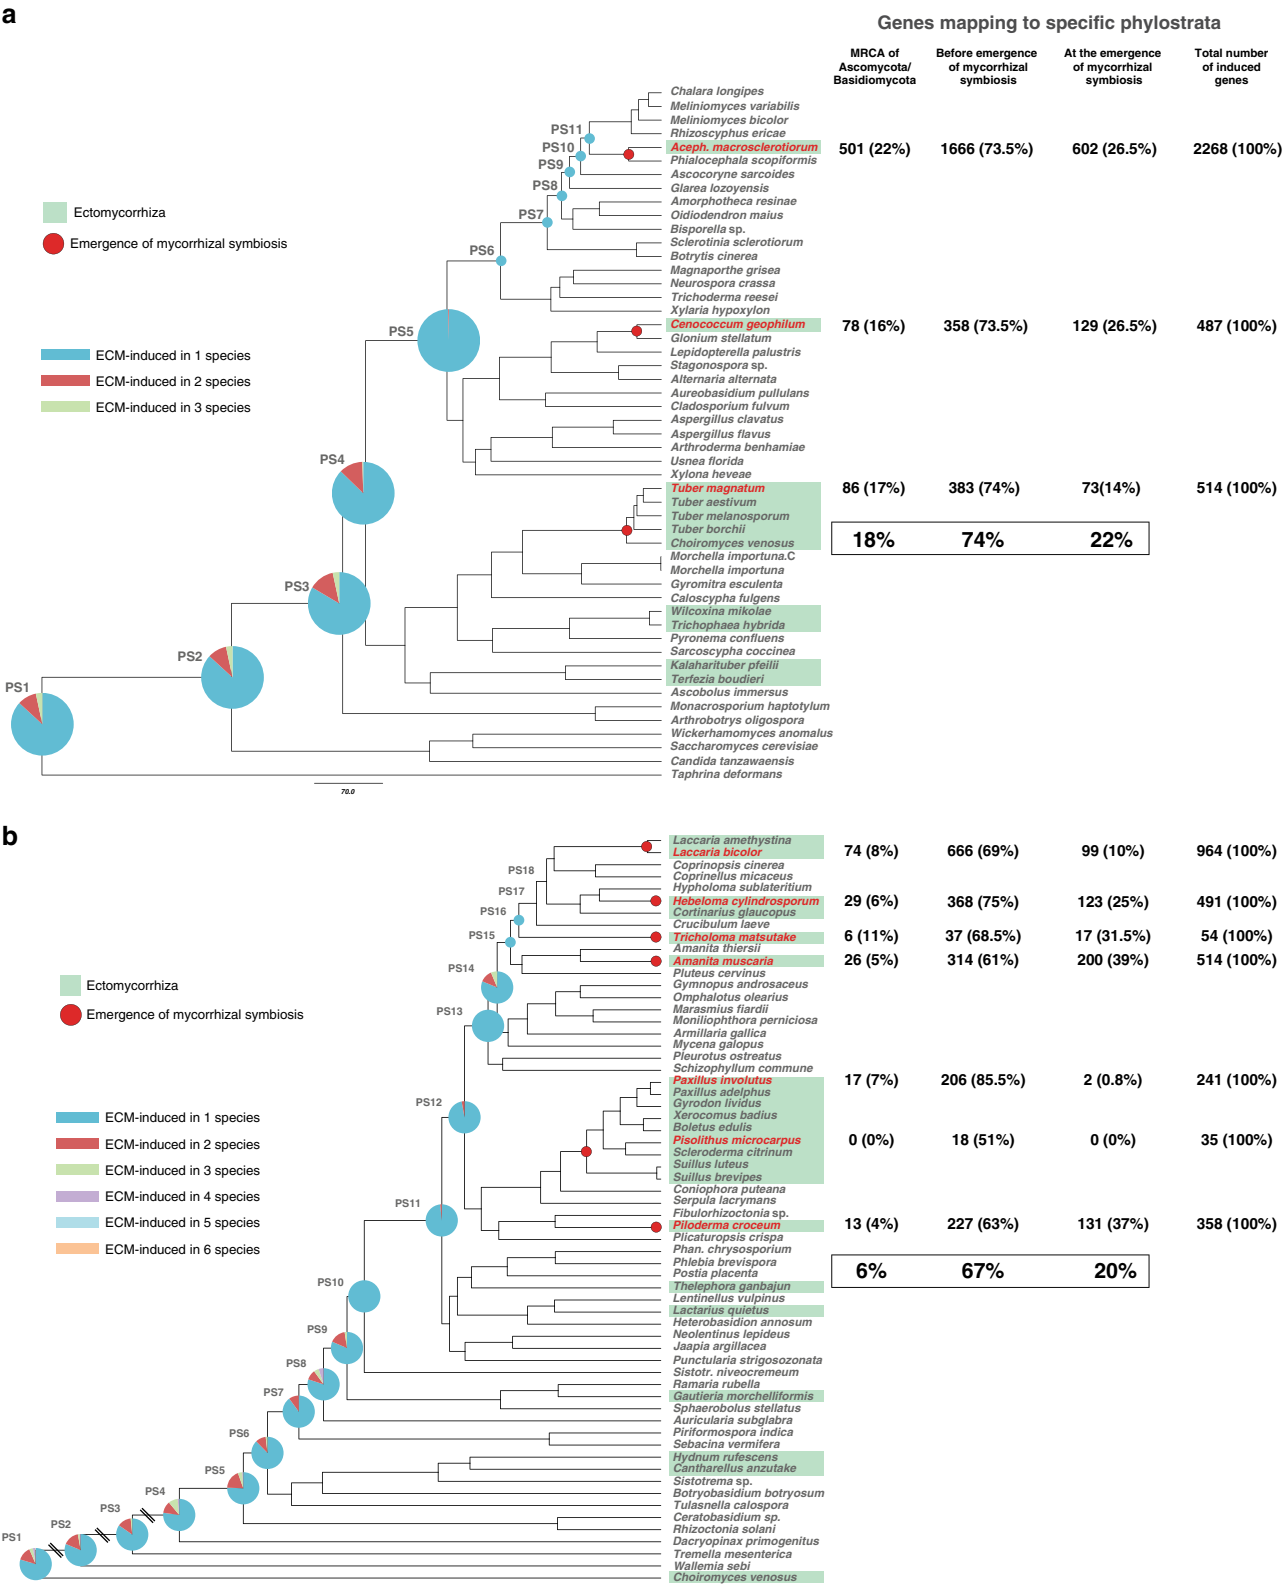 a
Genes mapping to specific phylostrata
MRCA of Ascomycota/ Basidiomycota
Before emergence of mycorrhizal symbiosis
At the emergence of mycorrhizal symbiosis
Total number of induced genes
Chalara longipes
Meliniomyces variabilis
Meliniomyces bicolor
PS11
Rhizoscyphus ericae
PS10
Aceph. macrosclerotiorum 501 (22%) 1666 (73.5%) 602 (26.5%) 2268 (100%)
Phialocephala scopiformis
PS9
Ascocoryne sarcoides
PS8
Glarea lozoyensis
Amorphotheca resinae
Ectomycorrhiza
PS7
Oidiodendron maius
Bisporella sp.
Emergence of mycorrhizal symbiosis
Sclerotinia sclerotiorum
PS6
Botrytis cinerea
Magnaporthe grisea
Neurospora crassa
Trichoderma reesei
Xylaria hypoxylon
PS5
Cenococcum geophilum 78 (16%) 358 (73.5%) 129 (26.5%) 487 (100%)
Glonium stellatum
ECM-induced in 1 species
Lepidopterella palustris
Stagonospora sp.
ECM-induced in 2 species
Alternaria alternata
Aureobasidium pullulans
ECM-induced in 3 species
Cladosporium fulvum
Aspergillus clavatus
Aspergillus flavus
Arthroderma benhamiae
PS4
Usnea florida
Xylona heveae
Tuber magnatum 86 (17%) 383 (74%) 73(14%) 514 (100%)
Tuber aestivum
Tuber melanosporum
Tuber borchii
Choiromyces venosus
18% 74% 22%
Morchella importuna.C
Morchella importuna
PS3
Gyromitra esculenta
Caloscypha fulgens
Wilcoxina mikolae
Trichophaea hybrida
Pyronema confluens
PS2
Sarcoscypha coccinea
Kalaharituber pfeilii
Terfezia boudieri
PS1
Ascobolus immersus
Monacrosporium haptotylum
Arthrobotrys oligospora
Wickerhamomyces anomalus
Saccharomyces cerevisiae
Candida tanzawaensis
Taphrina deformans
70.0
b
Laccaria amethystina
Laccaria bicolor 74 (8%) 666 (69%) 99 (10%) 964 (100%)
Coprinopsis cinerea
PS18
Coprinellus micaceus
Hypholoma sublateritium
PS17
Hebeloma cylindrosporum 29 (6%) 368 (75%) 123 (25%) 491 (100%)
PS16
Cortinarius glaucopus
Crucibulum laeve
PS15
Tricholoma matsutake 6 (11%) 37 (68.5%) 17 (31.5%) 54 (100%)
Amanita thiersii
Amanita muscaria 26 (5%) 314 (61%) 200 (39%) 514 (100%)
PS14
Pluteus cervinus
Ectomycorrhiza
Gymnopus androsaceus
Omphalotus olearius
PS13
Marasmius fiardii
Emergence of mycorrhizal symbiosis
Moniliophthora perniciosa
Armillaria gallica
Mycena galopus
Pleurotus ostreatus
Schizophyllum commune
Paxillus involutus 17 (7%) 206 (85.5%) 2 (0.8%) 241 (100%)
Paxillus adelphus
PS12
Gyrodon lividus
ECM-induced in 1 species
Xerocomus badius
Boletus edulis
ECM-induced in 2 species
Pisolithus microcarpus 0 (0%) 18 (51%) 0 (0%) 35 (100%)
Scleroderma citrinum
ECM-induced in 3 species
Suillus luteus
Suillus brevipes
ECM-induced in 4 species
Coniophora puteana
PS11
Serpula lacrymans
ECM-induced in 5 species
Fibulorhizoctonia sp.
Piloderma croceum 13 (4%) 227 (63%) 131 (37%) 358 (100%)
Plicaturopsis crispa
ECM-induced in 6 species
Phan. chrysosporium
Phlebia brevispora
6% 67% 20%
Postia placenta
PS10
Thelephora ganbajun
Lentinellus vulpinus
Lactarius quietus
Heterobasidion annosum
PS9
Neolentinus lepideus
Jaapia argillacea
PS8
Punctularia strigosozonata
Sistotr. niveocremeum
Ramaria rubella
PS7
Gautieria morchelliformis
Sphaerobolus stellatus
Auricularia subglabra
PS6
Piriformospora indica
Sebacina vermifera
Hydnum rufescens
PS5
Cantharellus anzutake
Sistotrema sp.
PS4
Botryobasidium botryosum
Tulasnella calospora
PS3
Ceratobasidium sp.
PS2
Rhizoctonia solani
PS1
Dacryopinax primogenitus
Tremella mesenterica
Wallemia sebi
Choiromyces venosus